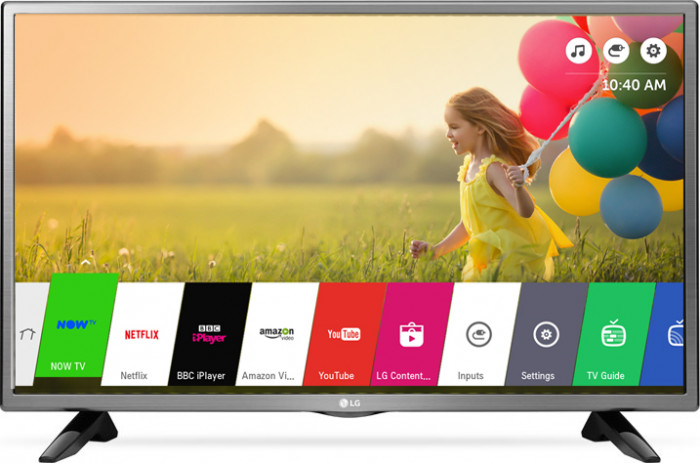 10:40 AM
NOW TV
NOW TV
NETFLIX
Netflix
BBC
iPlayer
BBC iPlayer
amazon
video
Amazon Vi...
YouTube
YouTube
LG Content...
Inputs
Settings
TV Guide
LG